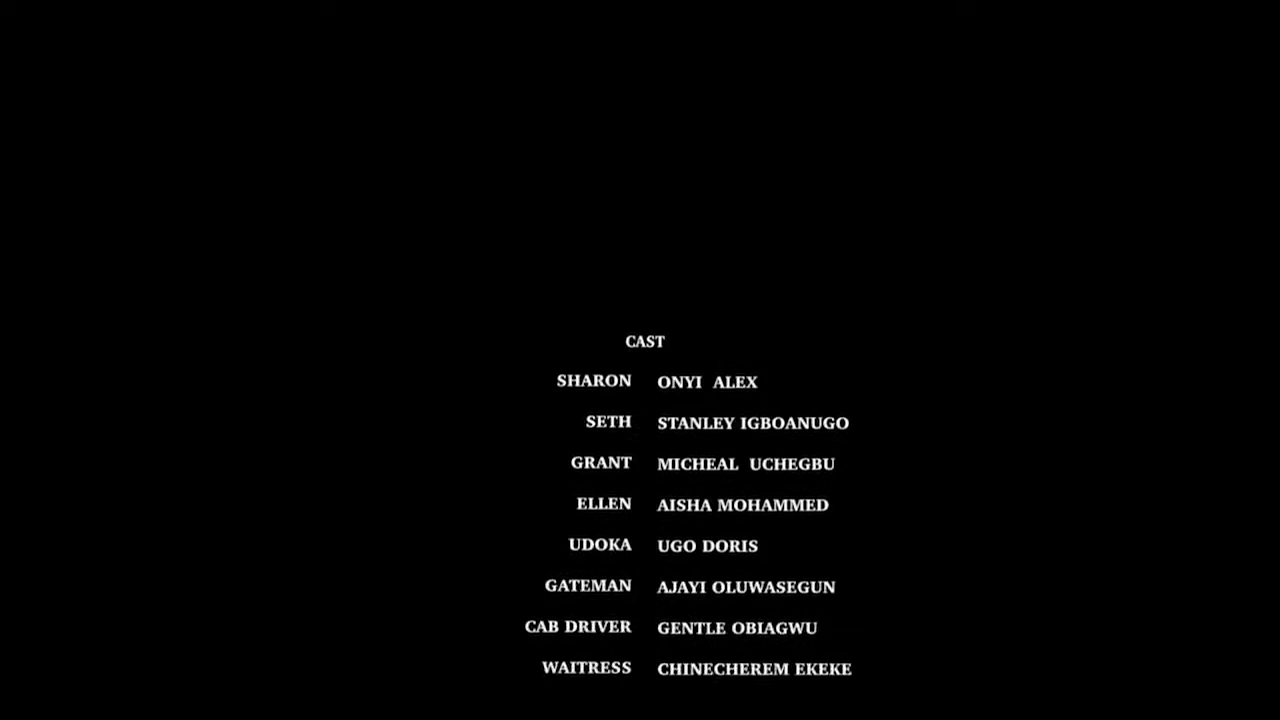 CAST
SHARON ONYI ALEX
SETH STANLEY IGBOANUGO
GRANT MICHEAL UCHEGBU
ELLEN AISHA MOHAMMED
UDOKA UGO DORIS
GATEMAN AJAYI OLUWASEGUN
CAB DRIVER GENTLE OBIAGWU
WAITRESS CHINECHEREM EKEKE